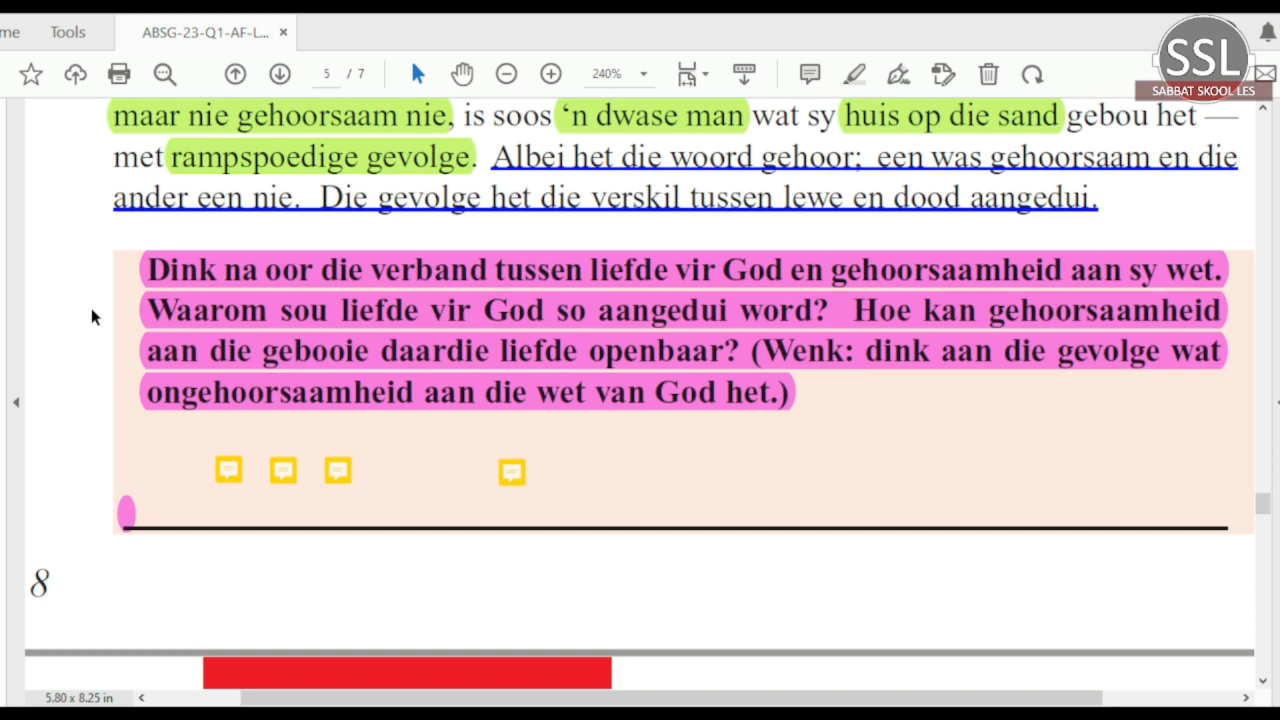 me Tools ABSG-23-Q1-AF-L... ×
SSL
SABBAT SKOOL LES
5 / 7 240%
maar nie gehoorsaam nie, is soos ‘n dwase man wat sy huis op die sand gebou het —
met rampspoedige gevolge. Albei het die woord gehoor; een was gehoorsaam en die
ander een nie. Die gevolge het die verskil tussen lewe en dood aangedui.
Dink na oor die verband tussen liefde vir God en gehoorsaamheid aan sy wet.
Waarom sou liefde vir God so aangedui word? Hoe kan gehoorsaamheid
aan die gebooie daardie liefde openbaar? (Wenk: dink aan die gevolge wat
ongehoorsaamheid aan die wet van God het.)
8
5.80 x 8.25 in